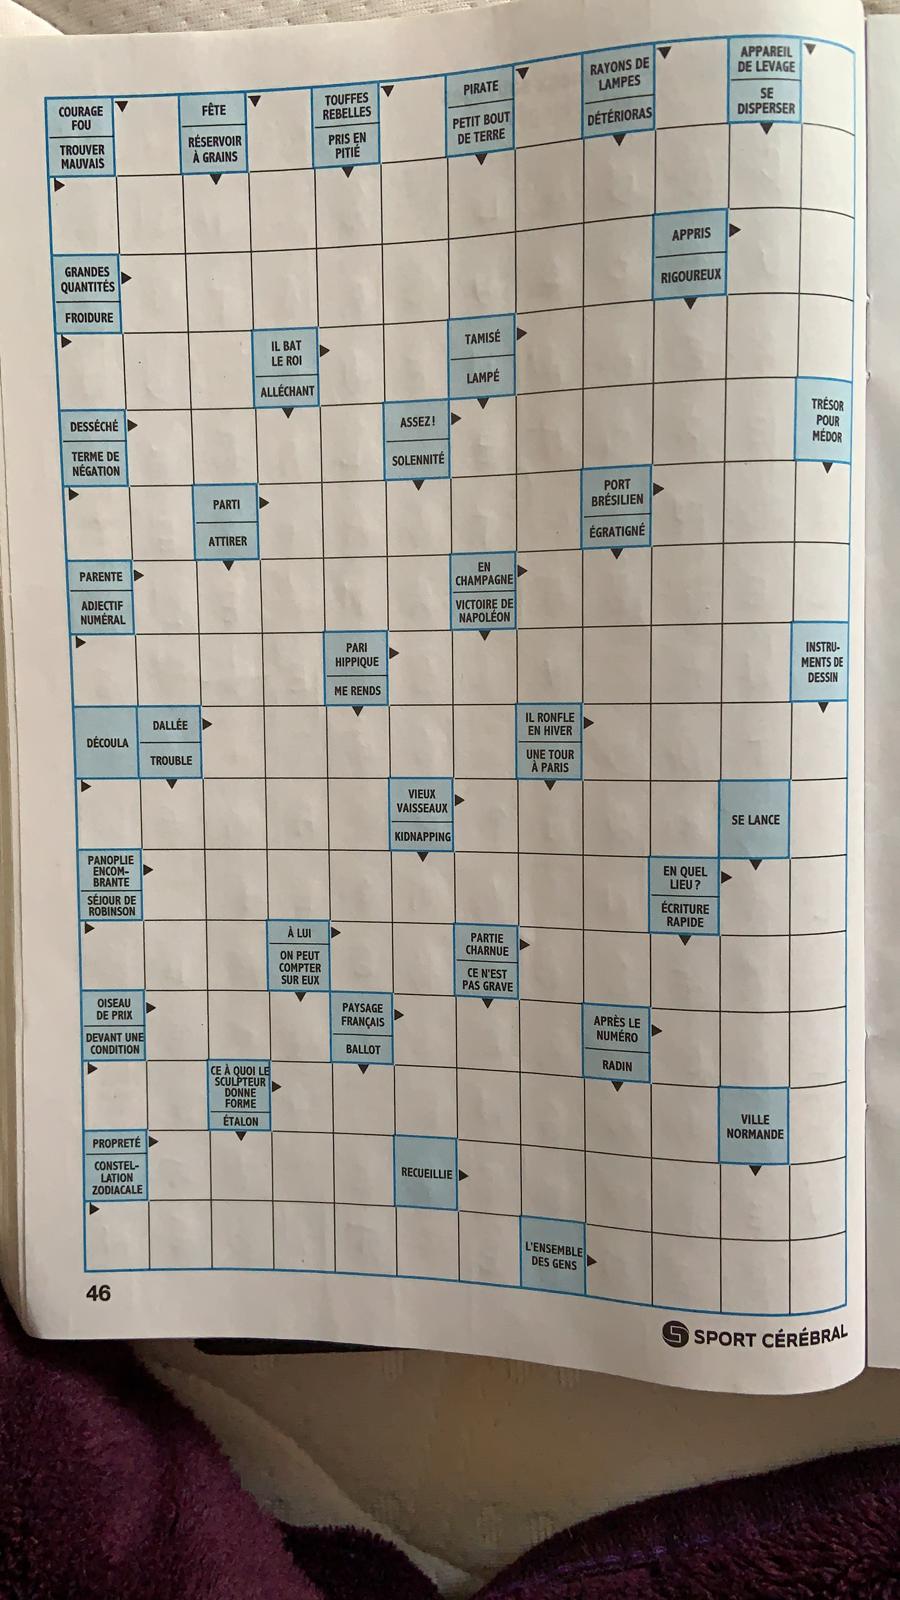 COURAGE
FOU
TROUVER
MAUVAIS
FÊTE
RÉSERVOIR
À GRAINS
TOUFFES
REBELLES
PRIS EN
PITIÉ
PIRATE
PETIT BOUT
DE TERRE
RAYONS DE
LAMPES
DÉTÉRIORAS
APPAREIL
DE LEVAGE
SE
DISPERSER
APPRIS
RIGOUREUX
GRANDES
QUANTITÉS
FROIDURE
IL BAT
LE ROI
ALLÉCHANT
TAMISÉ
LAMPÉ
DESSÉCHÉ
TERME DE
NÉGATION
ASSEZ!
SOLENNITÉ
TRÉSOR
POUR
MÉDOR
PARTI
ATTIRER
PORT
BRÉSILIEN
ÉGRATIGNÉ
PARENTE
ADJECTIF
NUMÉRAL
EN
CHAMPAGNE
VICTOIRE DE
NAPOLÉON
PARI
HIPPIQUE
ME RENDS
INSTRU-
MENTS DE
DESSIN
DÉCOULA
DALLÉE
TROUBLE
IL RONFLE
EN HIVER
UNE TOUR
À PARIS
VIEUX
VAISSEAUX
KIDNAPPING
SE LANCE
PANOPLIE
ENCOM-
BRANTE
SÉJOUR DE
ROBINSON
EN QUEL
LIEU ?
ÉCRITURE
RAPIDE
À LUI
ON PEUT
COMPTER
SUR EUX
PARTIE
CHARNUE
CE N'EST
PAS GRAVE
OISEAU
DE PRIX
DEVANT UNE
CONDITION
PAYSAGE
FRANÇAIS
BALLOT
APRÈS LE
NUMÉRO
RADIN
CE À QUOI LE
SCULPTEUR
DONNE
FORME
ÉTALON
VILLE
NORMANDE
PROPRETÉ
CONSTEL-
LATION
ZODIACALE
RECUEILLIE
L'ENSEMBLE
DES GENS
46
SPORT CÉRÉBRAL